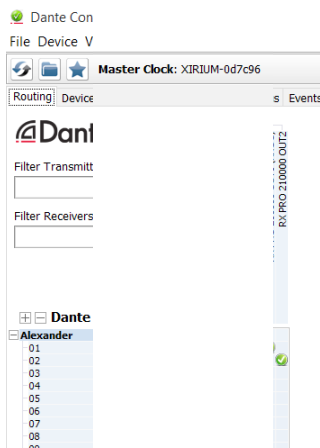 Dante Con
File Device V
Master Clock: XIRIUM-0d7c96
Routing Device s Events
Dant
Filter Transmitt
RX PRO 210000 OUT2
Filter Receivers
Dante
Alexander
01
02
03
04
05
06
07
08